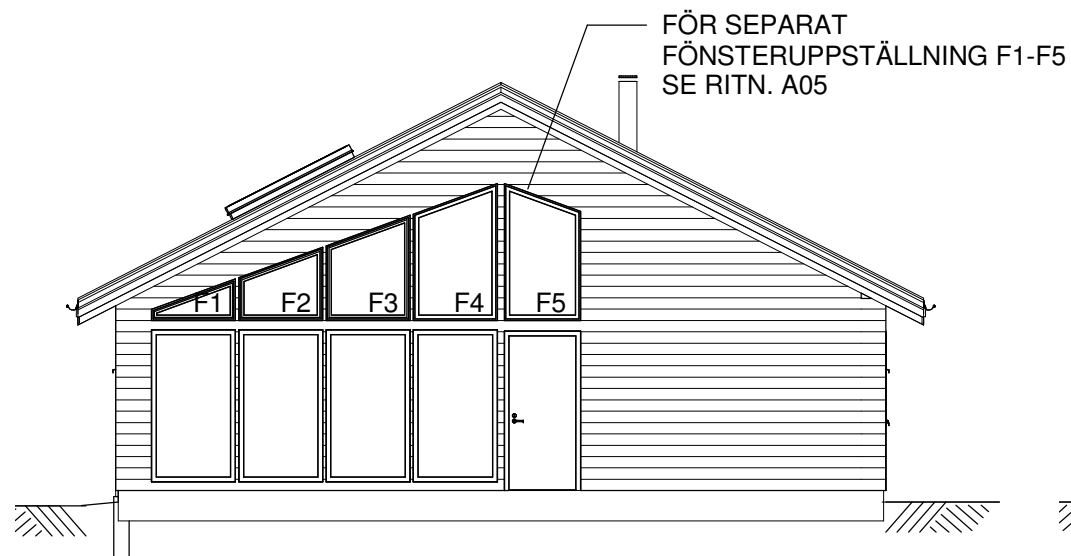 FÖR SEPARAT
FÖNSTERUPPSTÄLLNING F1-F5
SE RITN. A05
F1 F2 F3 F4 F5